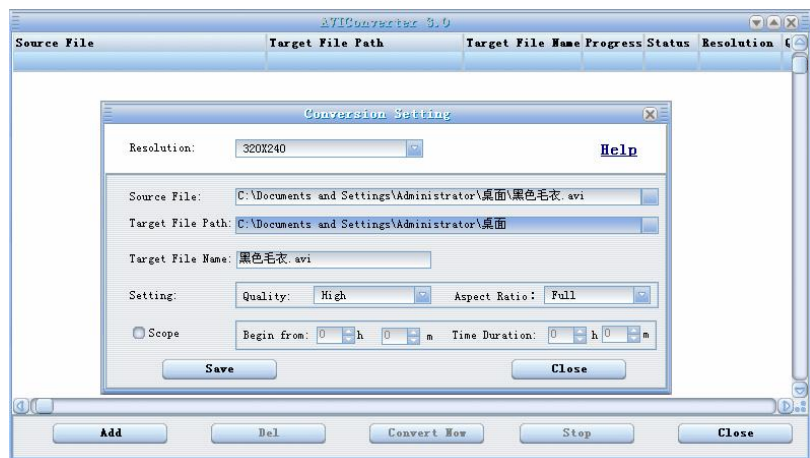 AVIConverter 3.0
Source File Target File Path Target File Name Progress Status Resolution
Conversion Setting
Resolution: 320X240 Help
Source File: C:\Documents and Settings\Administrator\桌面\黑色毛衣.avi
Target File Path: C:\Documents and Settings\Administrator\桌面
Target File Name: 黑色毛衣.avi
Setting: Quality: High Aspect Ratio: Full
Scope Begin from: 0 h 0 m Time Duration: 0 h 0 m
Save Close
Add Del Convert Now Stop Close